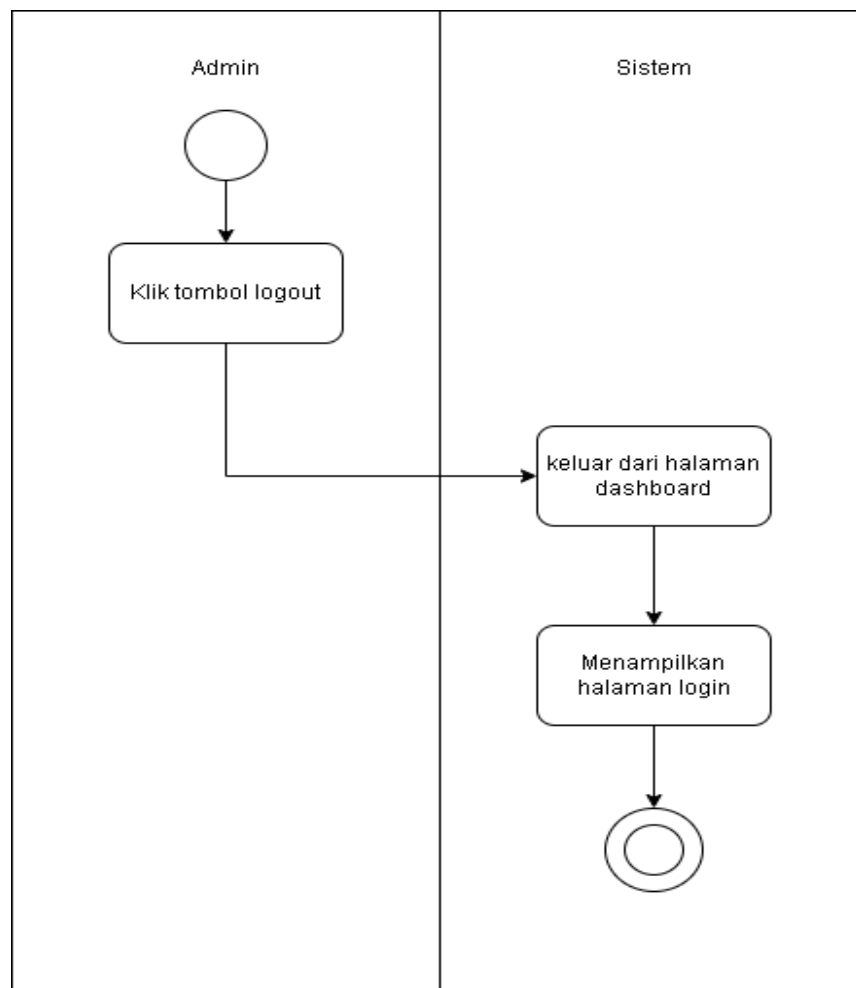 Admin
Sistem
Klik tombol logout
keluar dari halaman
dashboard
Menampilkan
halaman login